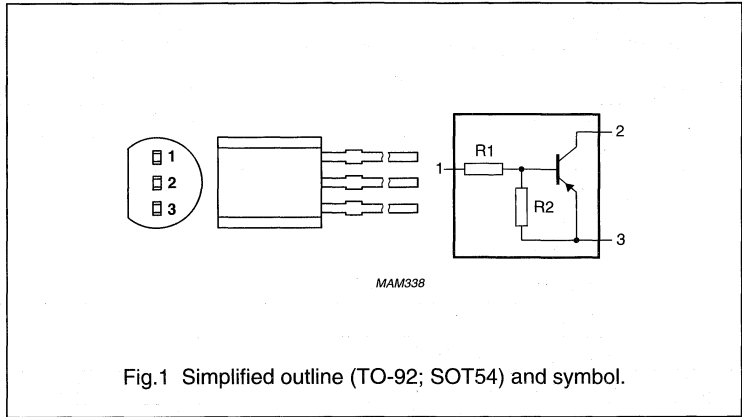 1
2
3
R1
R2
1
2
3
MAM338
Fig.1 Simplified outline (TO-92; SOT54) and symbol.